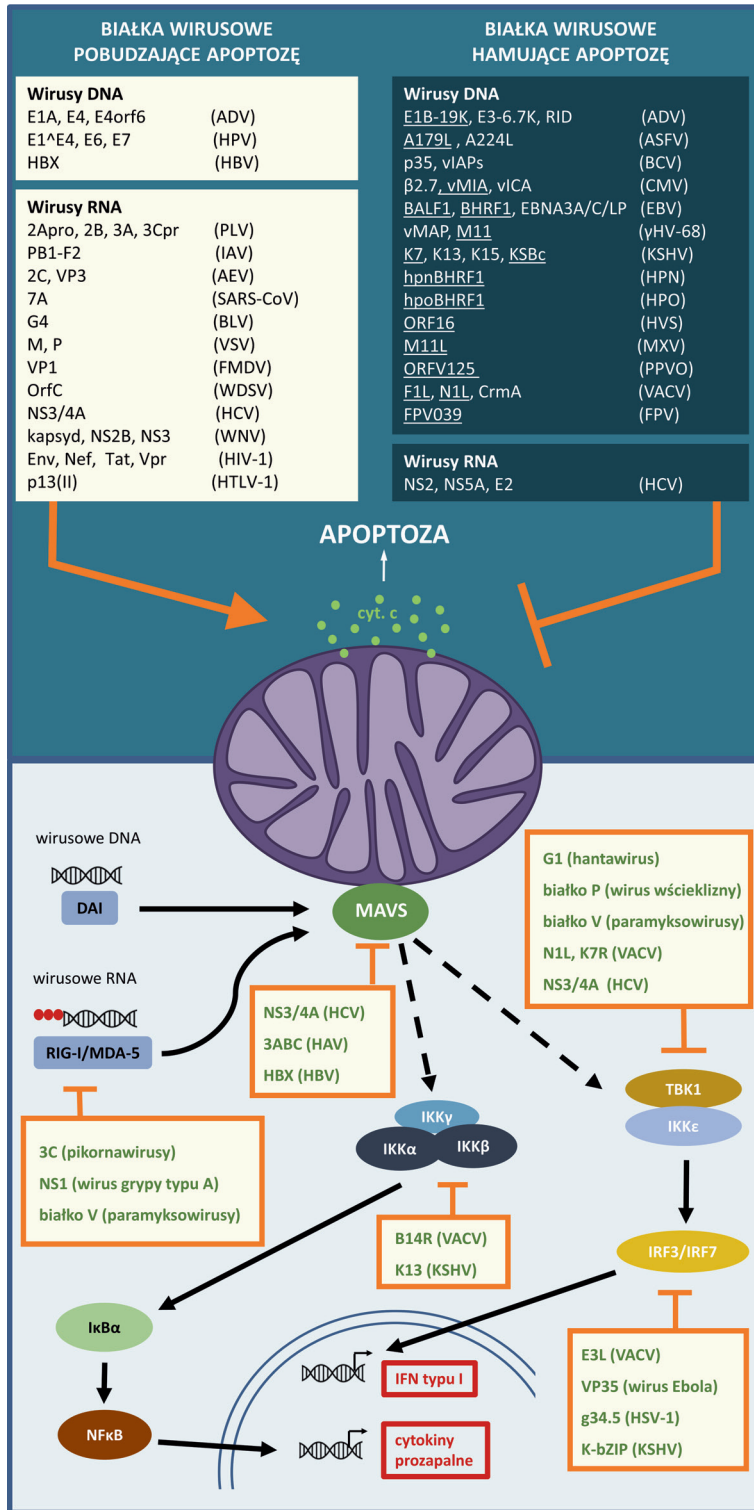 BIAŁKA WIRUSOWE
POBUDZAJĄCE APOPTOZĘ
Wirusy DNA
E1A, E4, E4orf6 (ADV)
E1^E4, E6, E7 (HPV)
HBX (HBV)
Wirusy RNA
2Apro, 2B, 3A, 3Cpr (PLV)
PB1-F2 (IAV)
2C, VP3 (AEV)
7A (SARS-CoV)
G4 (BLV)
M, P (VSV)
VP1 (FMDV)
OrfC (WDSV)
NS3/4A (HCV)
kapsyd, NS2B, NS3 (WNV)
Env, Nef, Tat, Vpr (HIV-1)
p13(II) (HTLV-1)
BIAŁKA WIRUSOWE
HAMUJĄCE APOPTOZĘ
Wirusy DNA
E1B-19K, E3-6.7K, RID (ADV)
A179L , A224L (ASFV)
p35, vIAPs (BCV)
β2.7, vMIA, vICA (CMV)
BALF1, BHRF1, EBNA3A/C/LP (EBV)
vMAP, M11 (γHV-68)
K7, K13, K15, KSBc (KSHV)
hpnBHRF1 (HPN)
hpoBHRF1 (HPO)
ORF16 (HVS)
M11L (MXV)
ORFV125 (PPVO)
F1L, N1L, CrmA (VACV)
FPV039 (FPV)
Wirusy RNA
NS2, NS5A, E2 (HCV)
APOPTOZA
cyt. c
wirusowe DNA
DAI
MAVS
wirusowe RNA
RIG-I/MDA-5
G1 (hantawirus)
białko P (wirus wścieklizny)
białko V (paramyksowirusy)
N1L, K7R (VACV)
NS3/4A (HCV)
NS3/4A (HCV)
3ABC (HAV)
HBX (HBV)
TBK1
IKKε
IKKγ
IKKα
IKKβ
3C (pikornawirusy)
NS1 (wirus grypy typu A)
białko V (paramyksowirusy)
B14R (VACV)
K13 (KSHV)
IRF3/IRF7
IκBα
NFκB
IFN typu I
cytokiny
prozapalne
E3L (VACV)
VP35 (wirus Ebola)
g34.5 (HSV-1)
K-bZIP (KSHV)